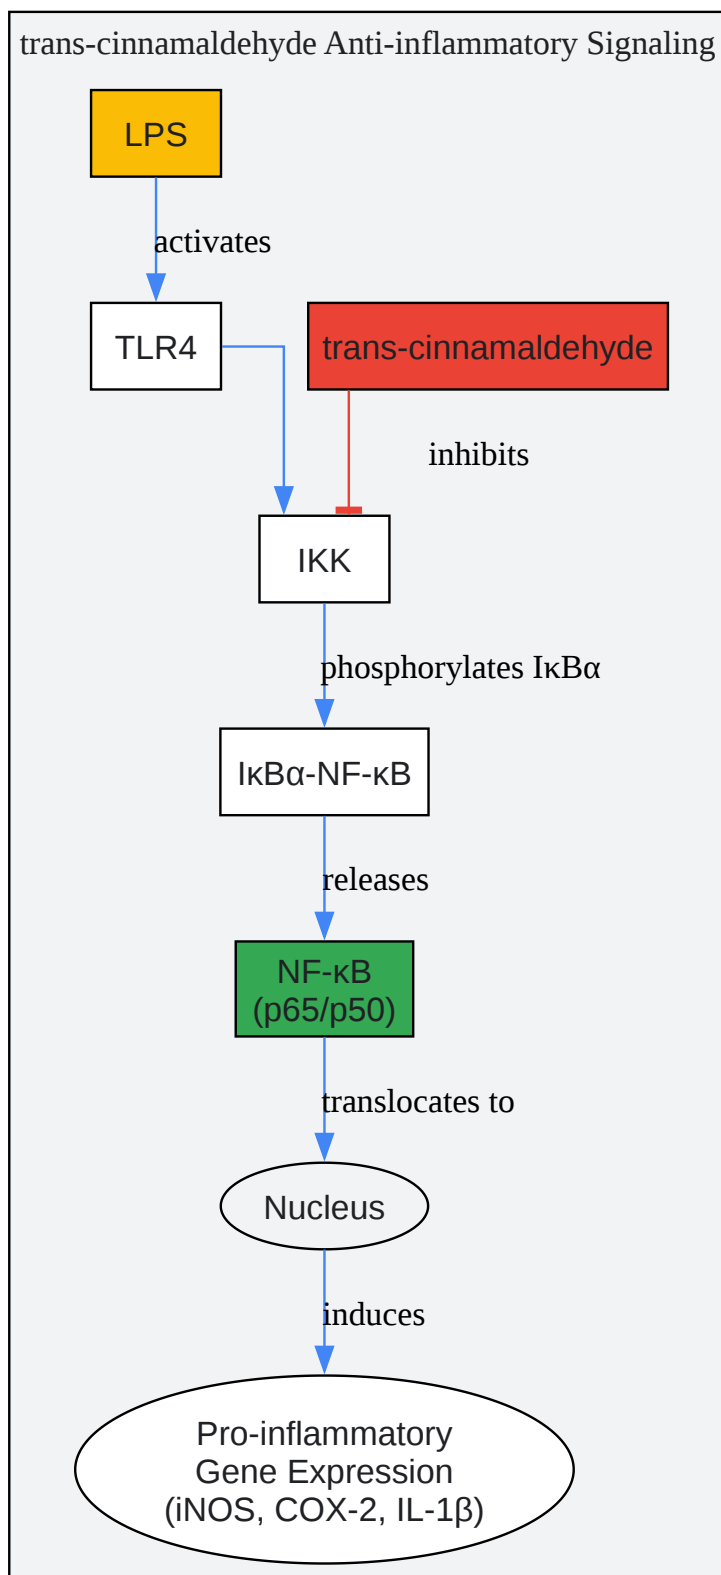 trans-cinnamaldehyde Anti-inflammatory Signaling
LPS
activates
TLR4
trans-cinnamaldehyde
inhibits
IKK
phosphorylates IκBα
IκBα-NF-κB
releases
NF-κB
(p65/p50)
translocates to
Nucleus
induces
Pro-inflammatory
Gene Expression
(iNOS, COX-2, IL-1β)